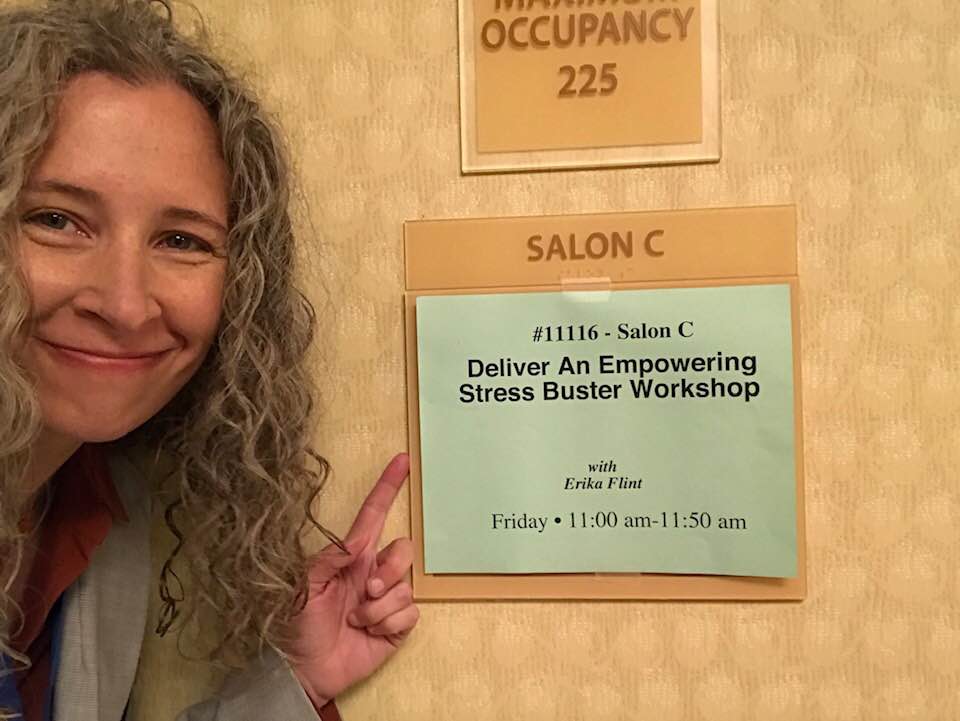 MAXIMUM
OCCUPANCY
225
SALON C
#11116 - Salon C
Deliver An Empowering
Stress Buster Workshop
with
Erika Flint
Friday • 11:00 am-11:50 am